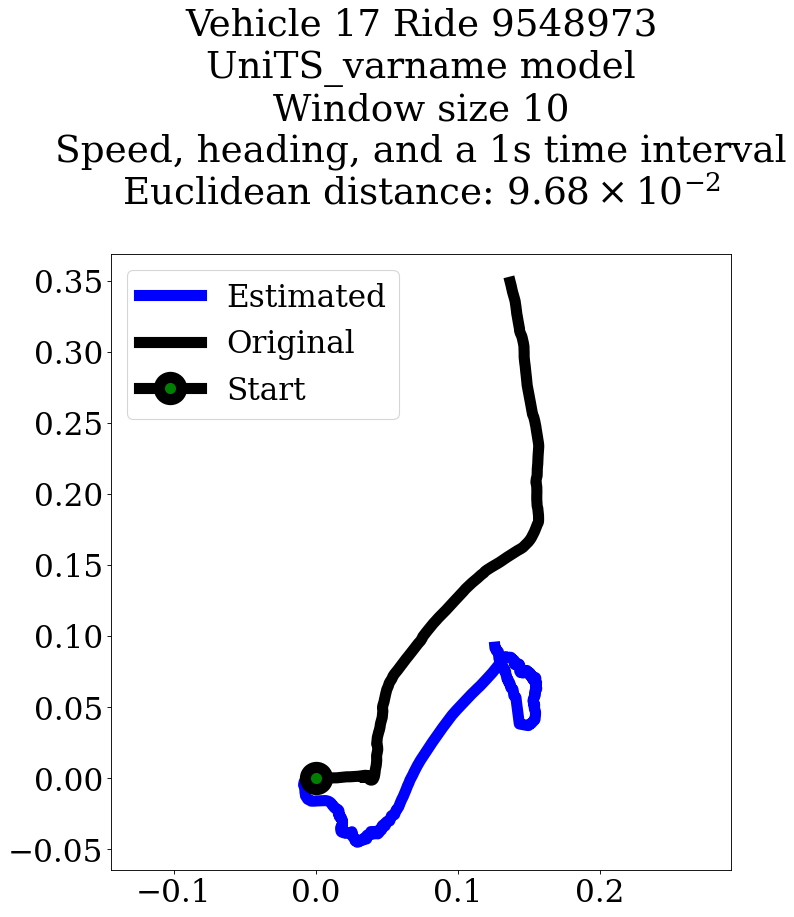 Vehicle 17 Ride 9548973
UniTS_varname model
Window size 10
Speed, heading, and a 1s time interval
Euclidean distance: 9.68 × 10⁻²
Estimated
Original
Start
0.35
0.30
0.25
0.20
0.15
0.10
0.05
0.00
−0.05
−0.1
0.0
0.1
0.2